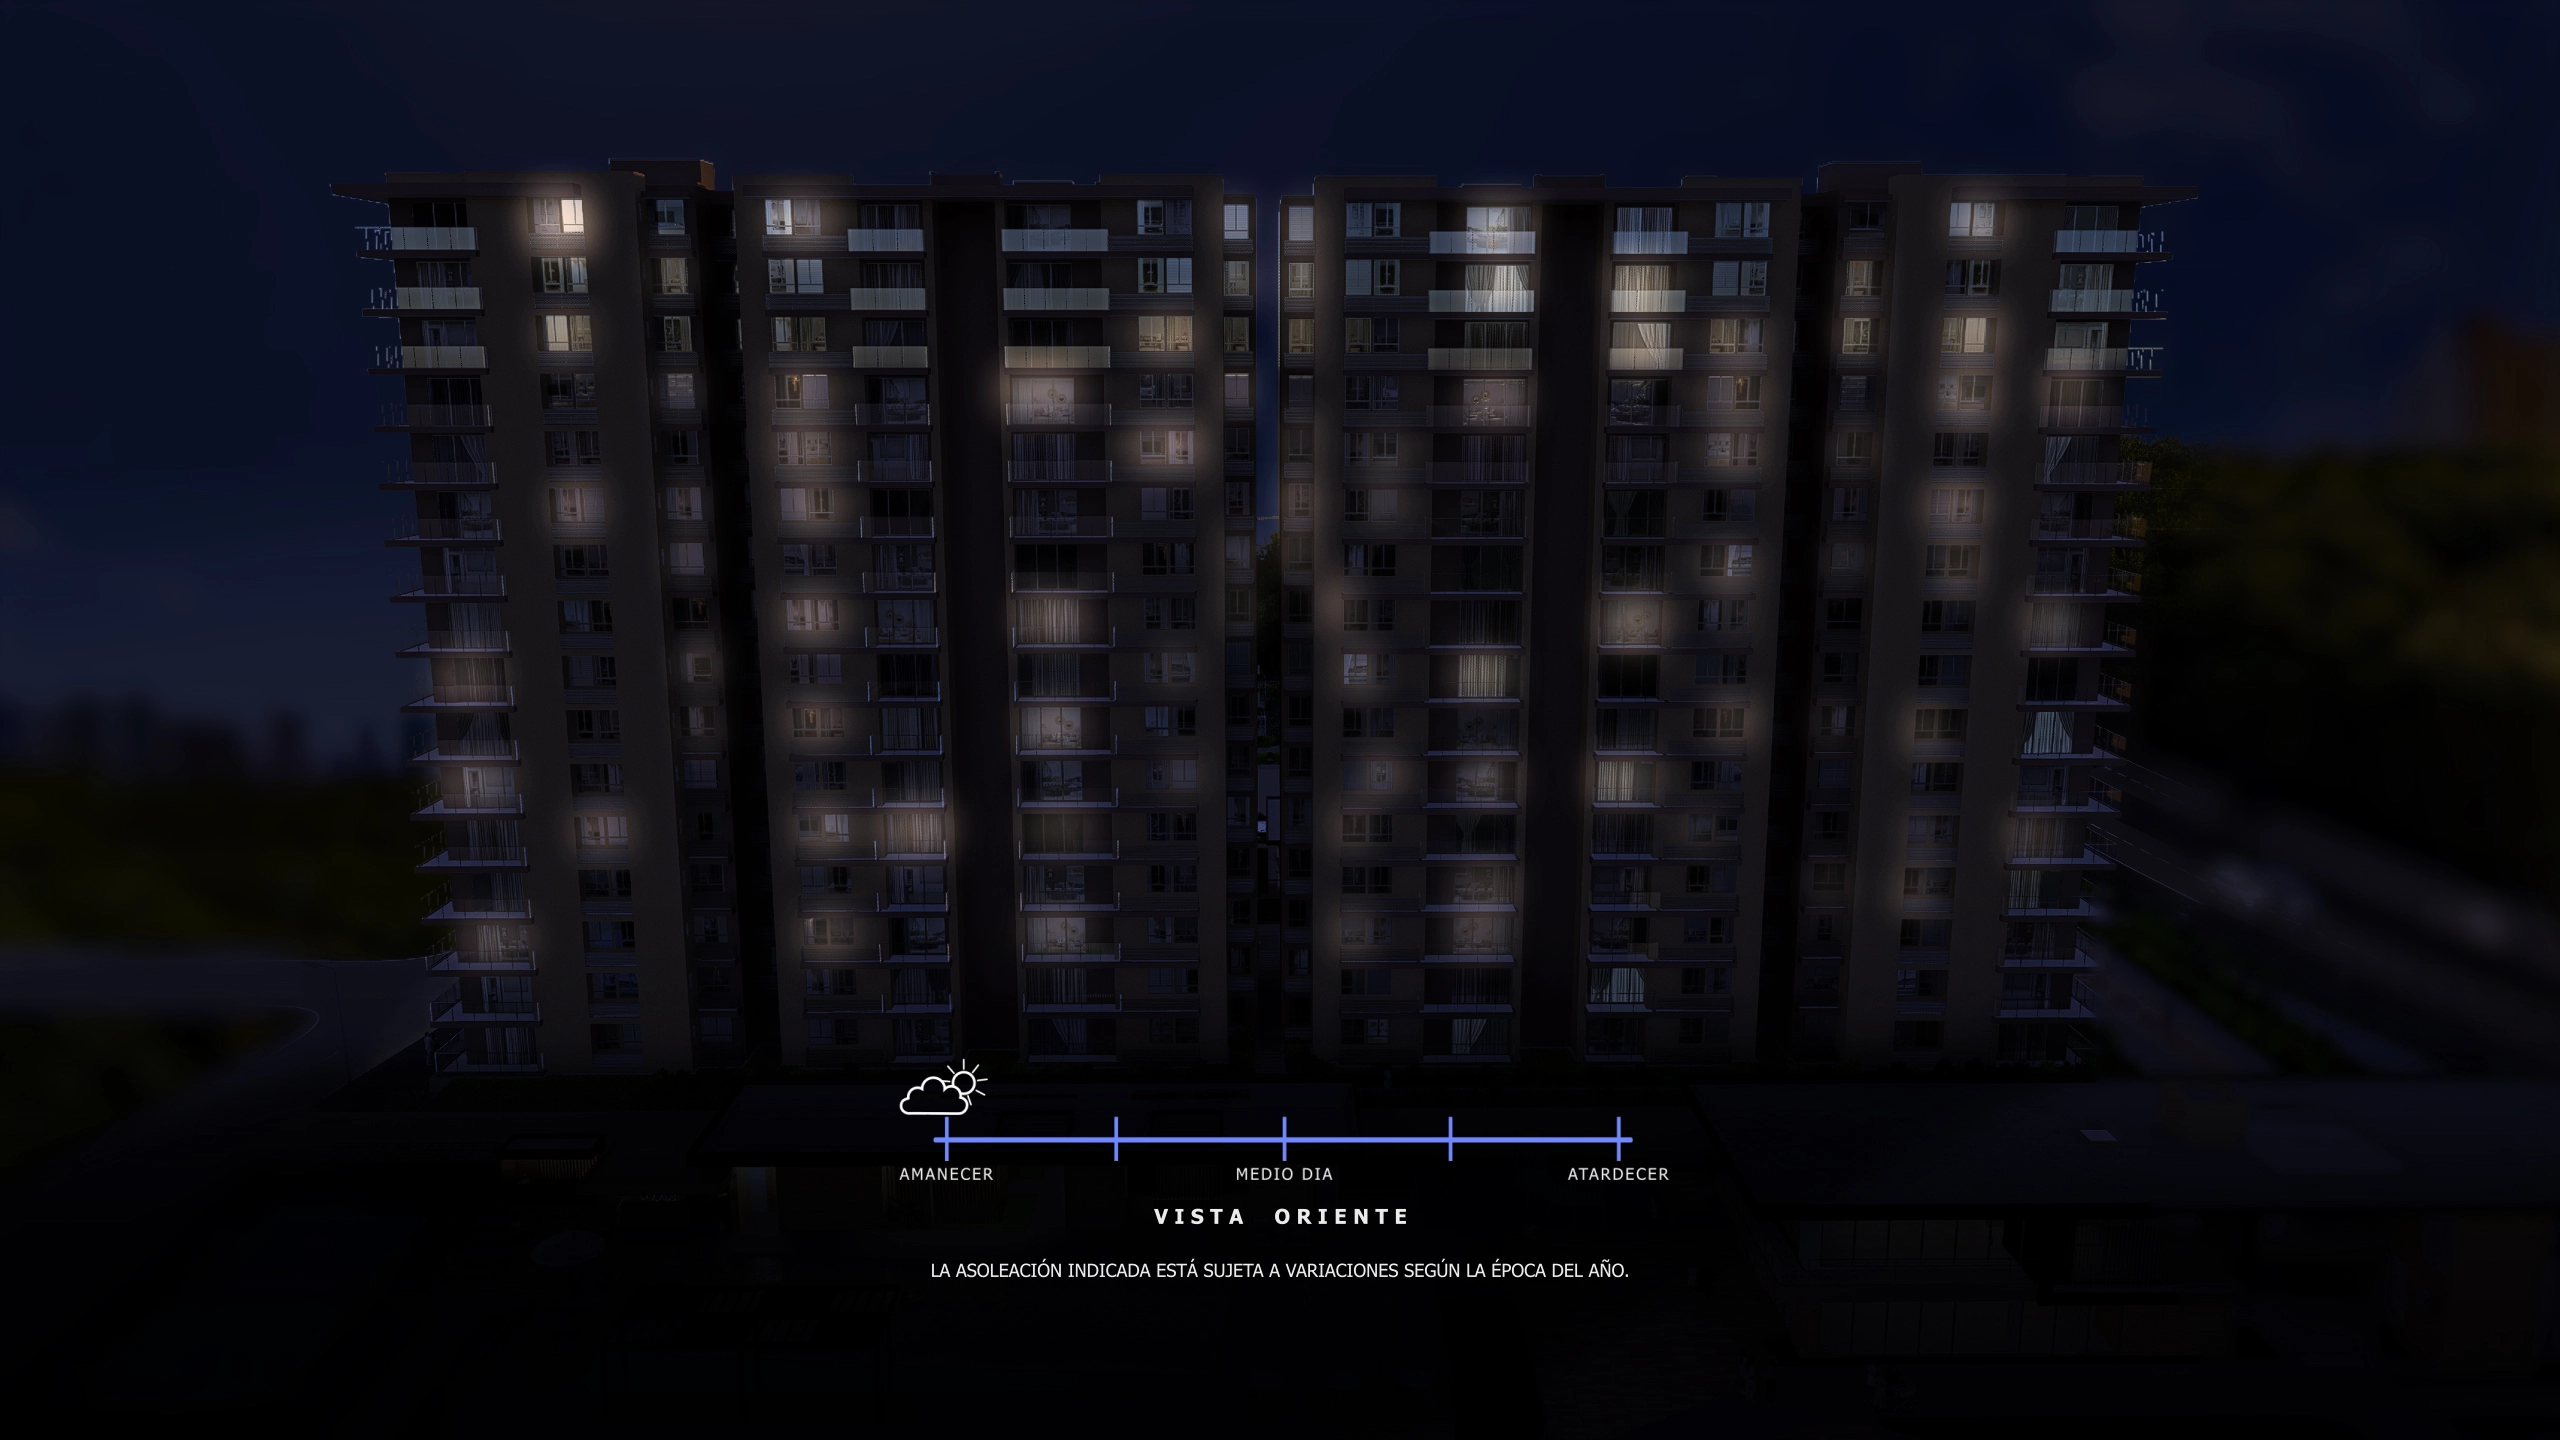 AMANECER MEDIO DIA ATARDECER
VISTA ORIENTE
LA ASOLEACIÓN INDICADA ESTÁ SUJETA A VARIACIONES SEGÚN LA ÉPOCA DEL AÑO.